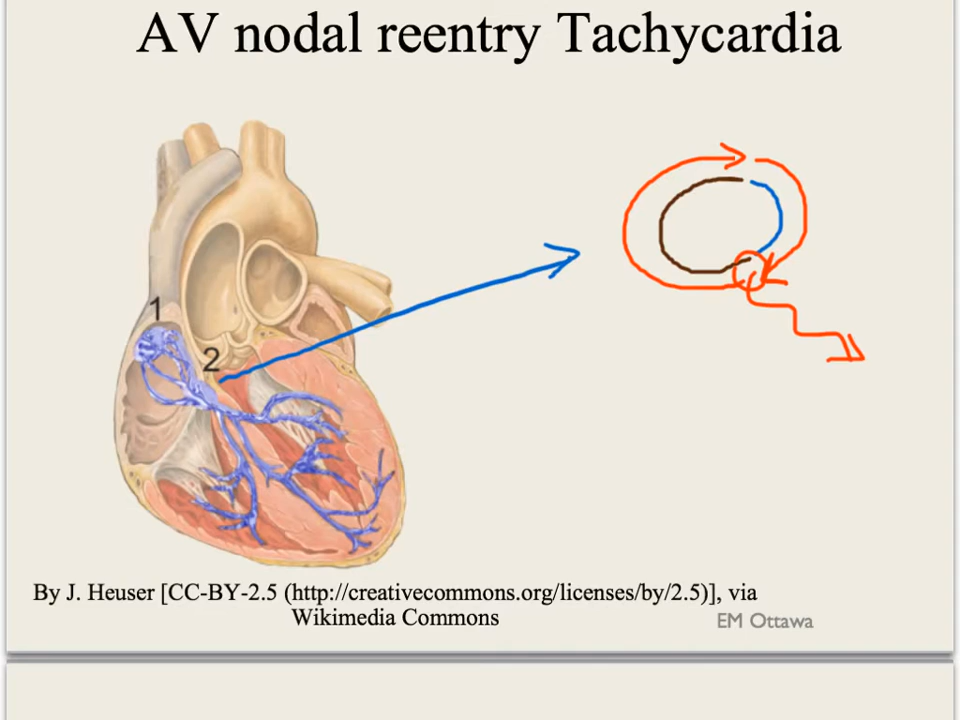 AV nodal reentry Tachycardia
1
2
By J. Heuser [CC-BY-2.5 (http://creativecommons.org/licenses/by/2.5)], via
Wikimedia Commons
EM Ottawa